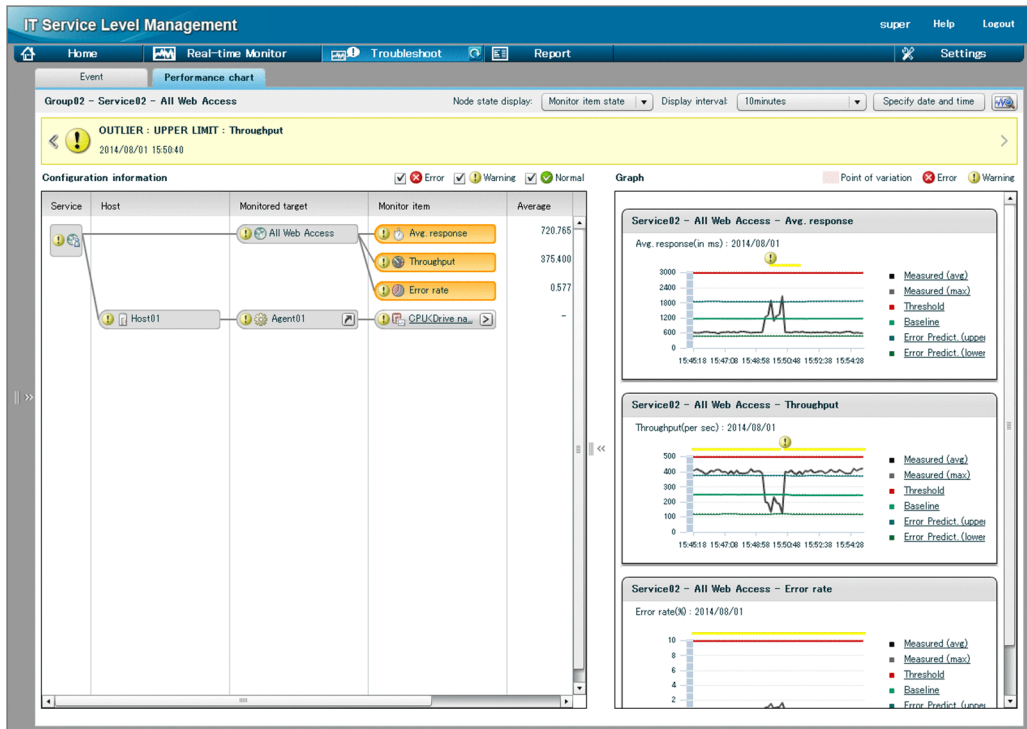 IT Service Level Management
super Help Logout
Home Real-time Monitor Troubleshoot Report Settings
Event Performance chart
Group02 - Service02 - All Web Access
Node state display: Monitor item state Display interval: 10minutes Specify date and time
OUTLIER : UPPER LIMIT : Throughput
2014/08/01 15:50:40
Configuration information Error Warning Normal
Graph Point of variation Error Warning
Service Host Monitored target Monitor item Average
All Web Access Avg. response 720.765
Throughput 375.400
Error rate 0.577
Host01 Agent01 CPU<Drive na... -
Service02 - All Web Access - Avg. response
Avg. response(in ms) : 2014/08/01
3000
2400
1800
1200
600
0
15:45:18 15:47:08 15:48:58 15:50:48 15:52:38 15:54:28
Measured (avg)
Measured (max)
Threshold
Baseline
Error Predict. (upper
Error Predict. (lower
Service02 - All Web Access - Throughput
Throughput(per sec) : 2014/08/01
500
400
300
200
100
0
15:45:18 15:47:08 15:48:58 15:50:48 15:52:38 15:54:28
Measured (avg)
Measured (max)
Threshold
Baseline
Error Predict. (upper
Error Predict. (lower
Service02 - All Web Access - Error rate
Error rate(%) : 2014/08/01
10
8
6
4
2
Measured (avg)
Measured (max)
Threshold
Baseline
Error Predict. (upper